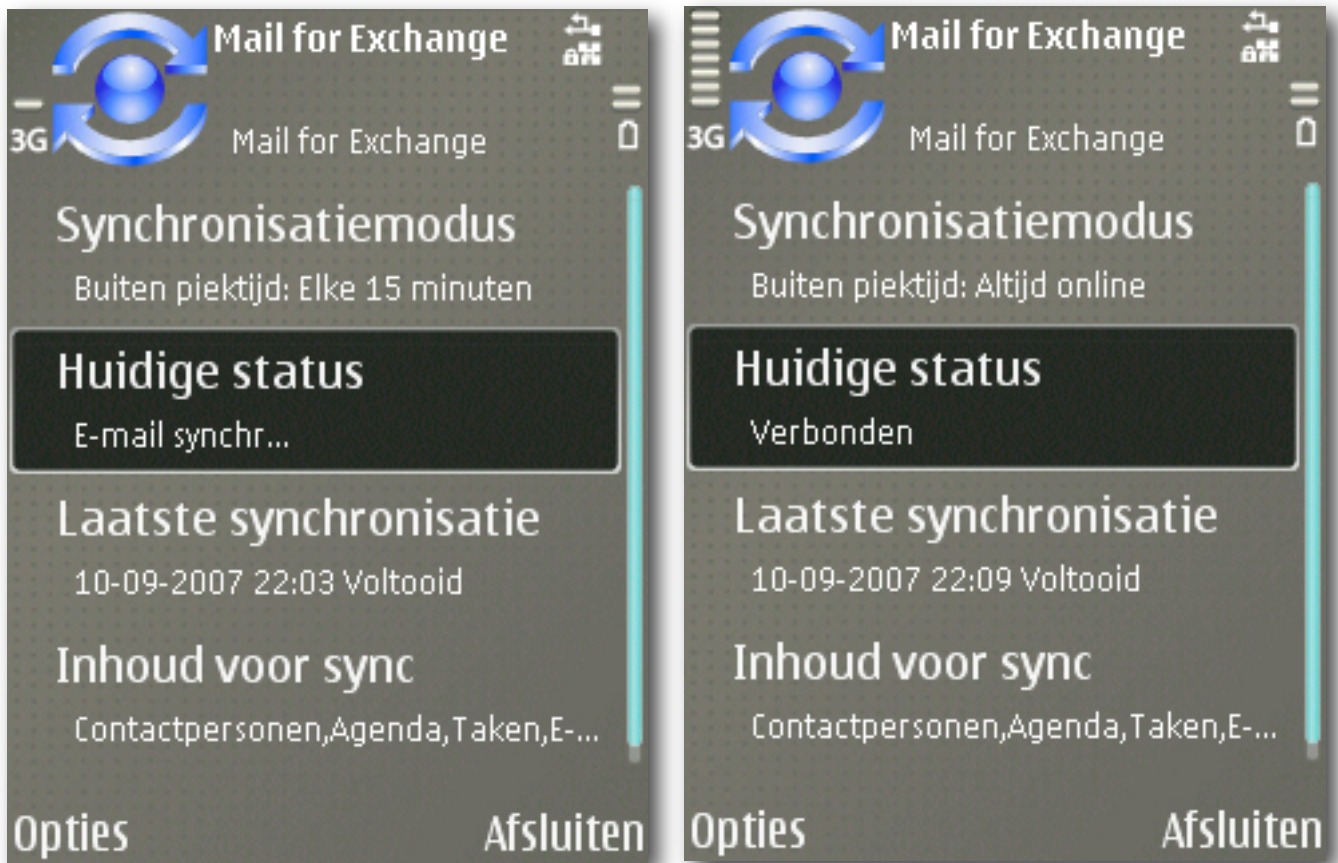 Mail for Exchange
3G
Mail for Exchange
Synchronisatiemodus
Buiten piektijd: Elke 15 minuten
Huidige status
E-mail synchr...
Laatste synchronisatie
10-09-2007 22:03 Voltooid
Inhoud voor sync
Contactpersonen,Agenda,Taken,E-...
Opties
Afsluiten
Mail for Exchange
3G
Mail for Exchange
Synchronisatiemodus
Buiten piektijd: Altijd online
Huidige status
Verbonden
Laatste synchronisatie
10-09-2007 22:09 Voltooid
Inhoud voor sync
Contactpersonen,Agenda,Taken,E-...
Opties
Afsluiten